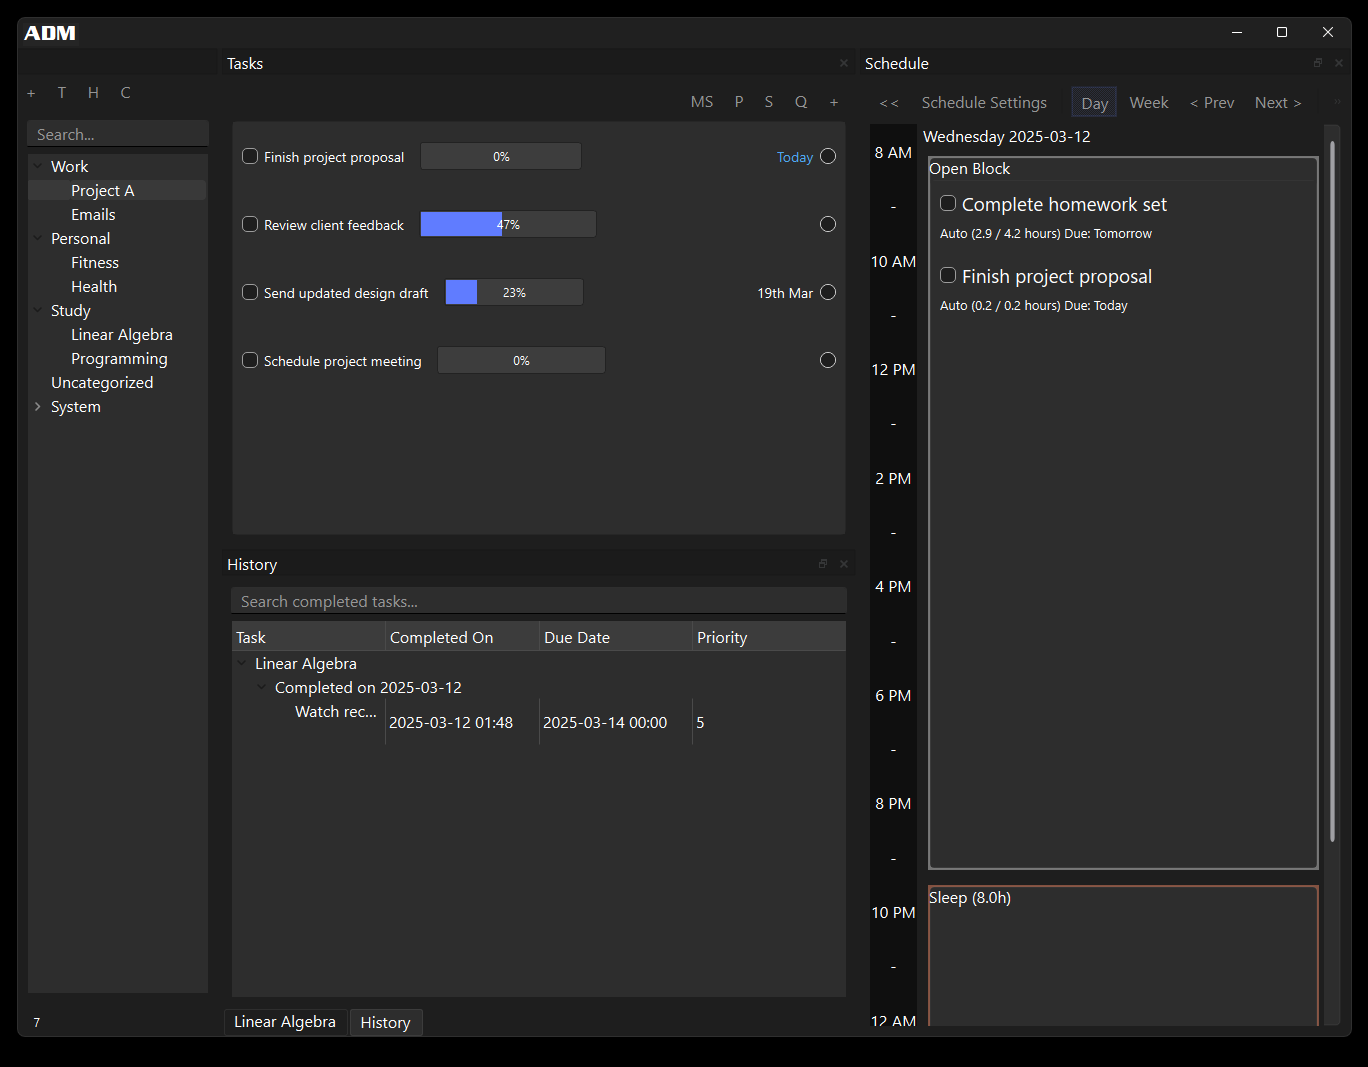 ADM
Tasks
Schedule
+ T H C
MS P S Q +
<< Schedule Settings Day Week < Prev Next > »
Search...
Work
Project A
Emails
Personal
Fitness
Health
Study
Linear Algebra
Programming
Uncategorized
System
7
Finish project proposal 0% Today
Review client feedback 47%
Send updated design draft 23% 19th Mar
Schedule project meeting 0%
History
Search completed tasks...
Task Completed On Due Date Priority
Linear Algebra
Completed on 2025-03-12
Watch rec... 2025-03-12 01:48 2025-03-14 00:00 5
Linear Algebra History
Wednesday 2025-03-12
8 AM
-
10 AM
-
12 PM
-
2 PM
-
4 PM
-
6 PM
-
8 PM
-
10 PM
-
12 AM
Open Block
Complete homework set
Auto (2.9 / 4.2 hours) Due: Tomorrow
Finish project proposal
Auto (0.2 / 0.2 hours) Due: Today
Sleep (8.0h)